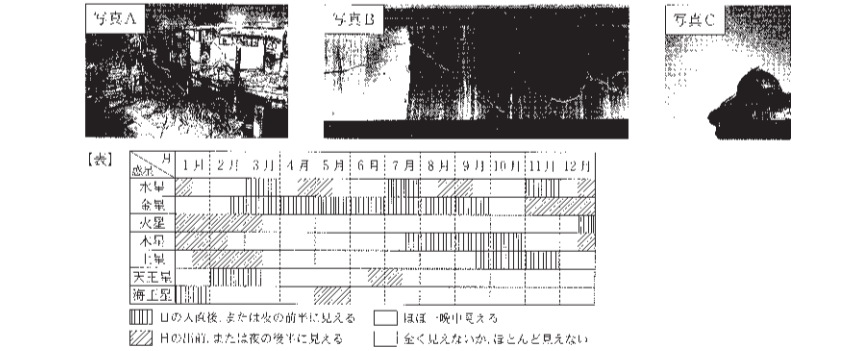 写真A
写真B
写真C
【表】
月
惑星
1月 2月 3月 4月 5月 6月 7月 8月 9月 10月 11月 12月
水星
金星
火星
木星
土星
天王星
海王星
日の入直後、または夜の前半に見える
ほぼ一晩中見える
日の出前、または夜の後半に見える
全く見えないか、ほとんど見えない